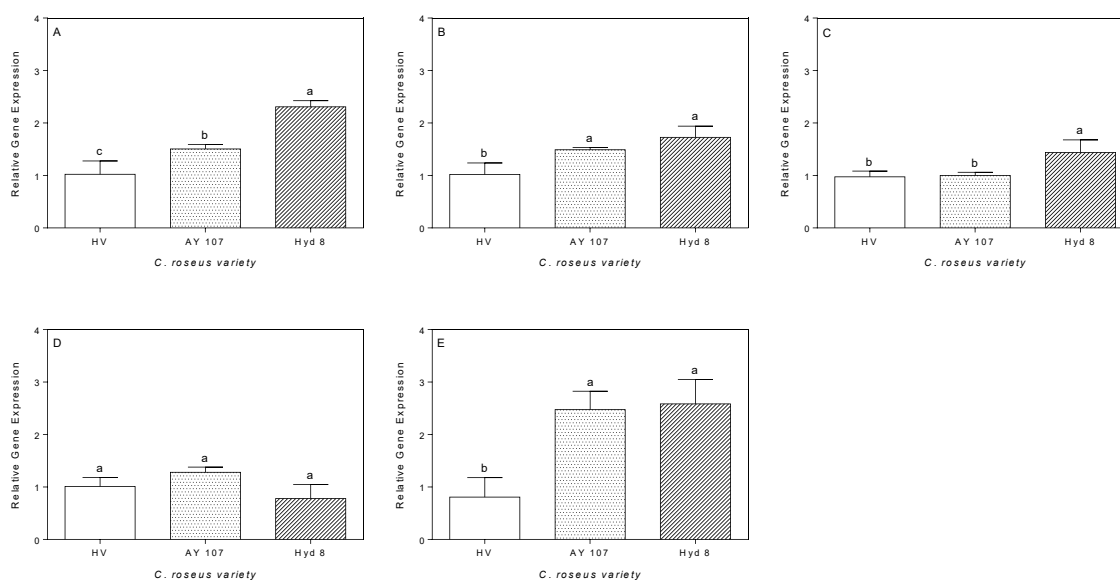 A
Relative Gene Expression
4
3
2
1
0
c
b
a
HV
AY 107
Hyd 8
C. roseus variety
B
Relative Gene Expression
4
3
2
1
0
b
a
a
HV
AY 107
Hyd 8
C. roseus variety
C
Relative Gene Expression
4
3
2
1
0
b
b
a
HV
AY 107
Hyd 8
C. roseus variety
D
Relative Gene Expression
4
3
2
1
0
a
a
a
HV
AY 107
Hyd 8
C. roseus variety
E
Relative Gene Expression
4
3
2
1
0
b
a
a
HV
AY 107
Hyd 8
C. roseus variety